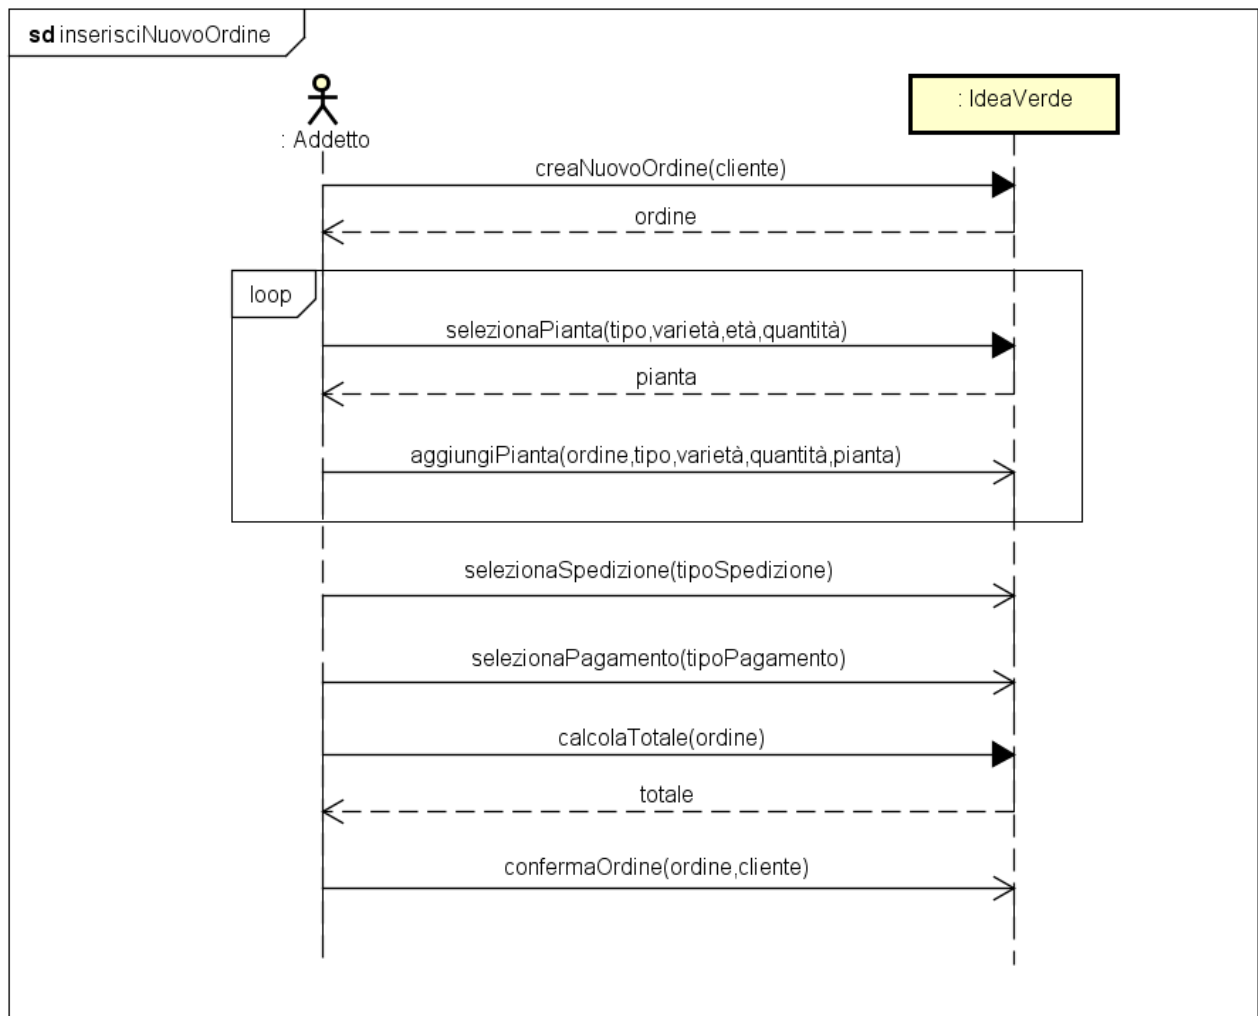 sd inserisciNuovoOrdine
: Addetto
: IdeaVerde
creaNuovoOrdine(cliente)
ordine
loop
selezionaPianta(tipo,varietà,età,quantità)
pianta
aggiungiPianta(ordine,tipo,varietà,quantità,pianta)
selezionaSpedizione(tipoSpedizione)
selezionaPagamento(tipoPagamento)
calcolaTotale(ordine)
totale
confermaOrdine(ordine,cliente)